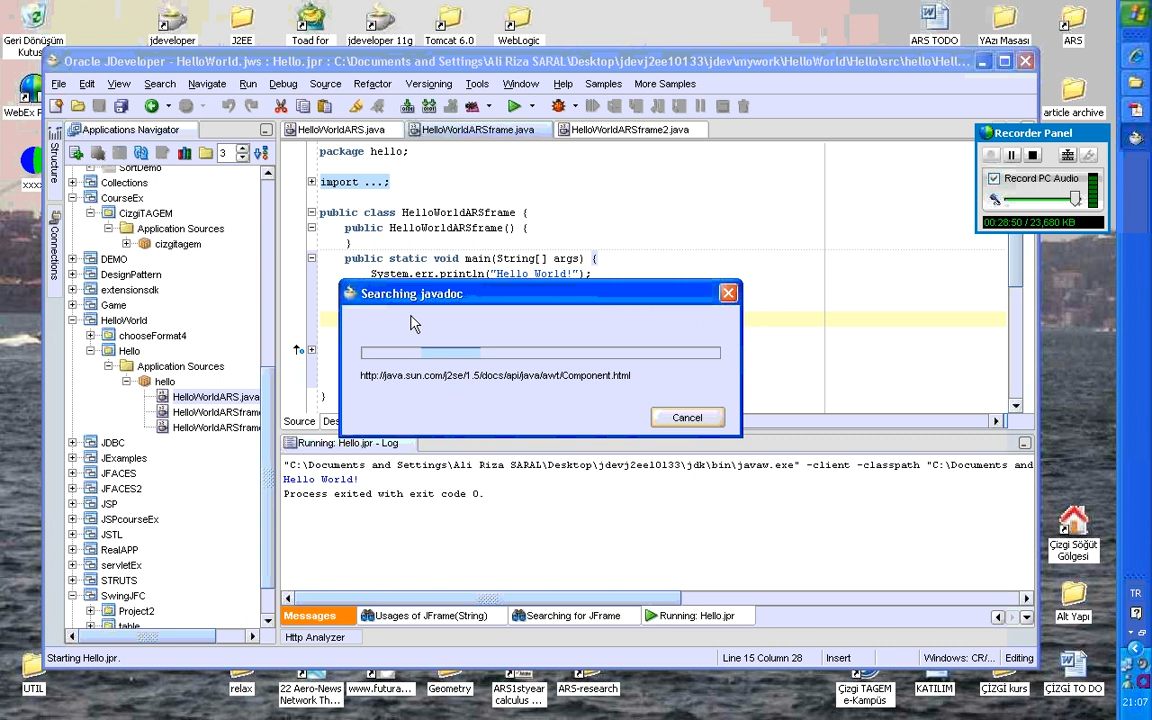 Geri Dönüşüm
Kutus...
jdeveloper
J2EE
Toad for
jdeveloper 11g
Tomcat 6.0
WebLogic
ARS TODO
YAzı Masası
ARS
Oracle JDeveloper - HelloWorld.jws : Hello.jpr : C:\Documents and Settings\Ali Riza SARAL\Desktop\jdevj2ee10133\jdev\mywork\HelloWorld\Hello\src\hello\Hell...
File Edit View Search Navigate Run Debug Source Refactor Versioning Tools Window Help Samples More Samples
WebEx P
article archive
Applications Navigator
HelloWorldARS.java
HelloWorldARSframe.java
HelloWorldARSframe2.java
Recorder Panel
Record PC Audio
00:28:50 / 23,680 KB
Structure
Connections
3
xxxx
SortDemo
Collections
CourseEx
CizgiTAGEM
Application Sources
cizgitagem
DEMO
DesignPattern
extensionsdk
Game
HelloWorld
chooseFormat4
Hello
Application Sources
hello
HelloWorldARS.java
HelloWorldARSframe
HelloWorldARSframe
JDBC
JExamples
JFACES
JFACES2
JSP
JSPcourseEx
JSTL
RealAPP
servletEx
STRUTS
SwingJFC
Project2
table
package hello;
import ...;
public class HelloWorldARSframe {
public HelloWorldARSframe() {
}
public static void main(String[] args) {
System.err.println("Hello World!");
}
Searching javadoc
http://java.sun.com/j2se/1.5/docs/api/java/awt/Component.html
Cancel
Source Des
Running: Hello.jpr - Log
"C:\Documents and Settings\Ali Riza SARAL\Desktop\jdevj2ee10133\jdk\bin\javaw.exe" -client -classpath "C:\Documents and
Hello World!
Process exited with exit code 0.
Messages
Usages of JFrame(String)
Searching for JFrame
Running: Hello.jpr
Http Analyzer
Starting Hello.jpr.
Line 15 Column 28
Insert
Windows: CR/...
Editing
Çizgi Söğüt
Gölgesi
Alt Yapı
TR
UTIL
relax
22 Aero-News
Network Th...
www.futura...
Geometry
ARS1styear
calculus ...
ARS-research
Çizgi TAGEM
e-Kampüs
KATILIM
ÇİZGİ kurs
ÇİZGİ TO DO
21:07